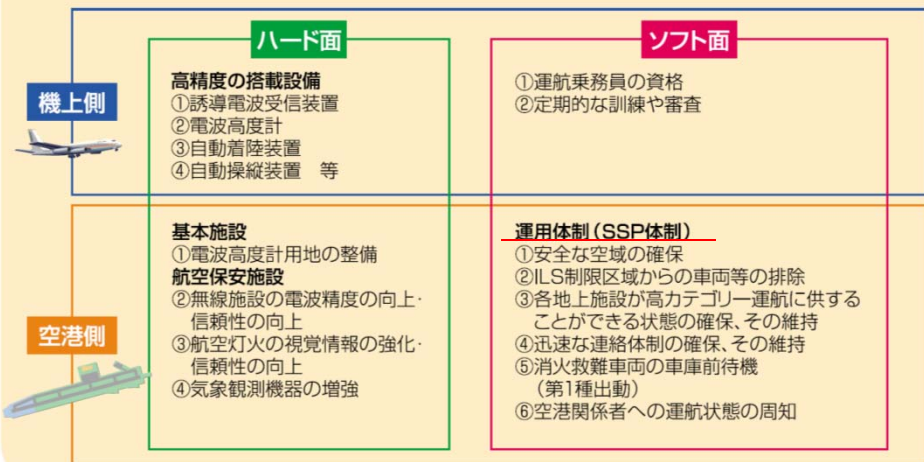 ハード面
ソフト面
機上側
高精度の搭載設備
①誘導電波受信装置
②電波高度計
③自動着陸装置
④自動操縦装置　等
①運航乗務員の資格
②定期的な訓練や審査
空港側
基本施設
①電波高度計用地の整備
航空保安施設
②無線施設の電波精度の向上・
信頼性の向上
③航空灯火の視覚情報の強化・
信頼性の向上
④気象観測機器の増強
運用体制（SSP体制）
①安全な空域の確保
②ILS制限区域からの車両等の排除
③各地上施設が高カテゴリー運航に供する
ことができる状態の確保、その維持
④迅速な連絡体制の確保、その維持
⑤消火救難車両の車庫前待機
（第1種出動）
⑥空港関係者への運航状態の周知